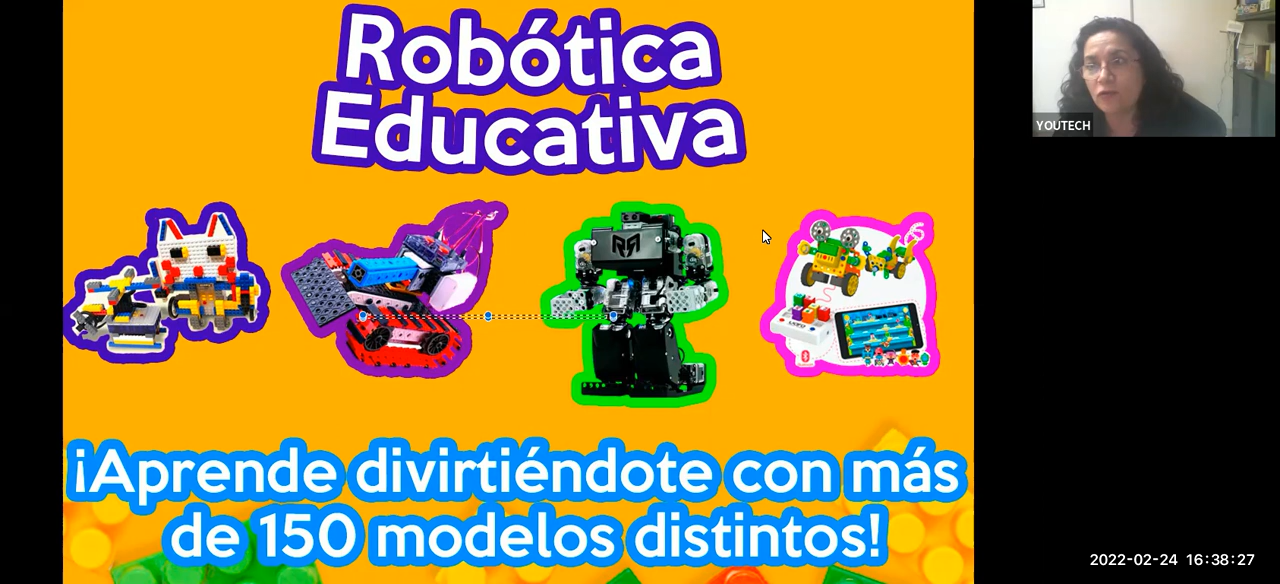 Robótica
Educativa
YOUTECH
¡Aprende divirtiéndote con más
de 150 modelos distintos!
2022-02-24 16:38:27